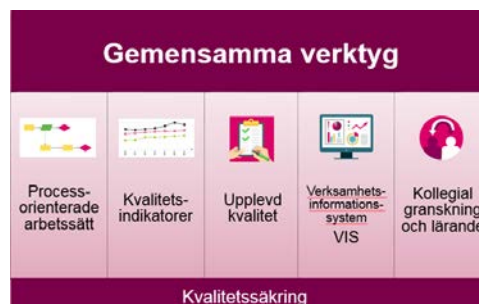 Gemensamma verktyg
Process-
orienterade
arbetssätt
Kvalitets-
indikatorer
Upplevd
kvalitet
Verksamhets-
informations-
system
VIS
Kollegial
granskning
och lärande
Kvalitetssäkring